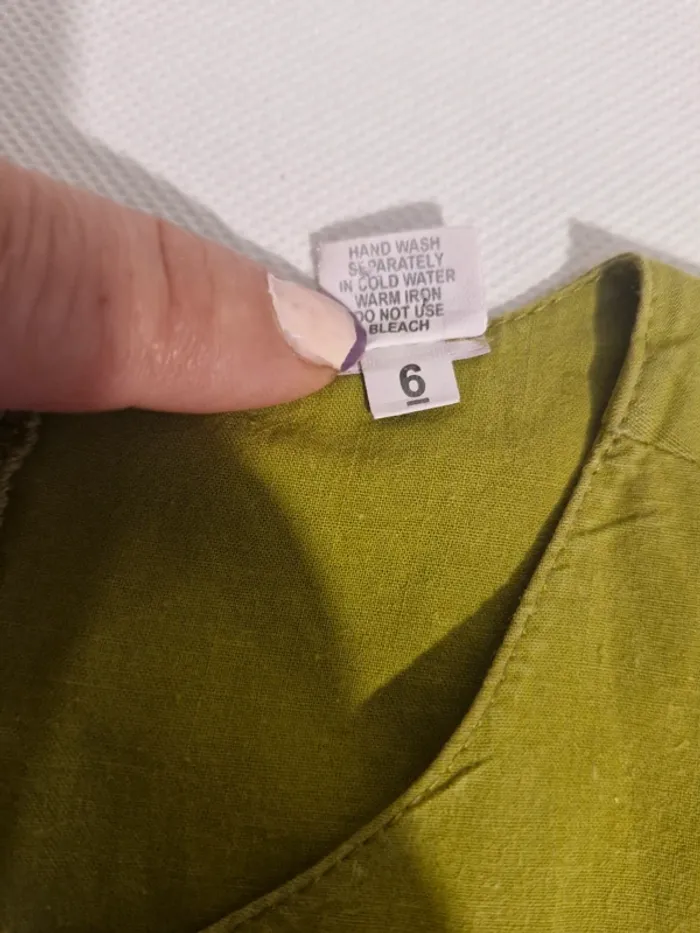 HAND WASH
SEPARATELY
IN COLD WATER
WARM IRON
DO NOT USE
BLEACH
6